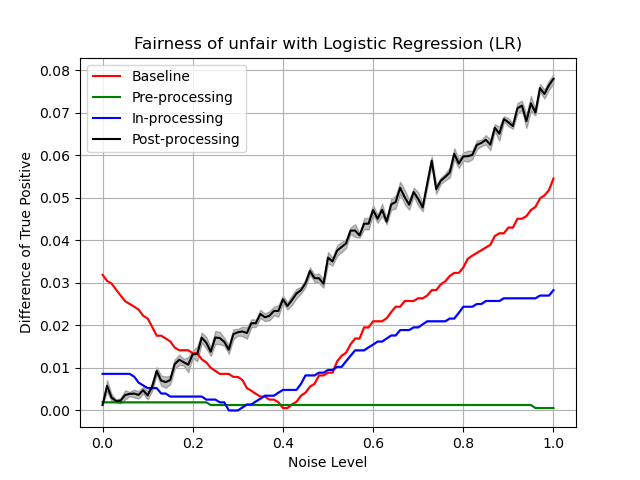 Fairness of unfair with Logistic Regression (LR)
Baseline
Pre-processing
In-processing
Post-processing
Difference of True Positive
0.08
0.07
0.06
0.05
0.04
0.03
0.02
0.01
0.00
0.0 0.2 0.4 0.6 0.8 1.0
Noise Level